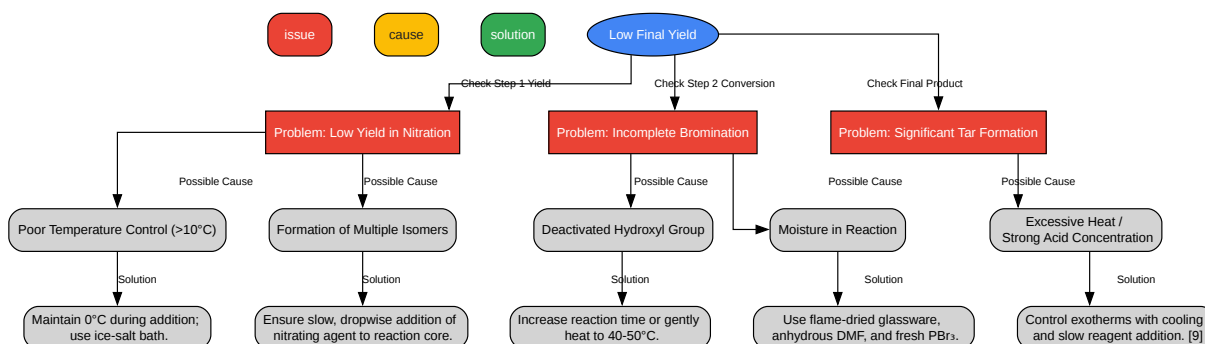 issue
cause
solution
Low Final Yield
Check Step 1 Yield
Check Step 2 Conversion
Check Final Product
Problem: Low Yield in Nitration
Problem: Incomplete Bromination
Problem: Significant Tar Formation
Possible Cause
Possible Cause
Possible Cause
Possible Cause
Possible Cause
Poor Temperature Control (>10°C)
Formation of Multiple Isomers
Deactivated Hydroxyl Group
Moisture in Reaction
Excessive Heat /
Strong Acid Concentration
Solution
Solution
Solution
Solution
Solution
Maintain 0°C during addition;
use ice-salt bath.
Ensure slow, dropwise addition of
nitrating agent to reaction core.
Increase reaction time or gently
heat to 40-50°C.
Use flame-dried glassware,
anhydrous DMF, and fresh PBr₃.
Control exotherms with cooling
and slow reagent addition. [9]